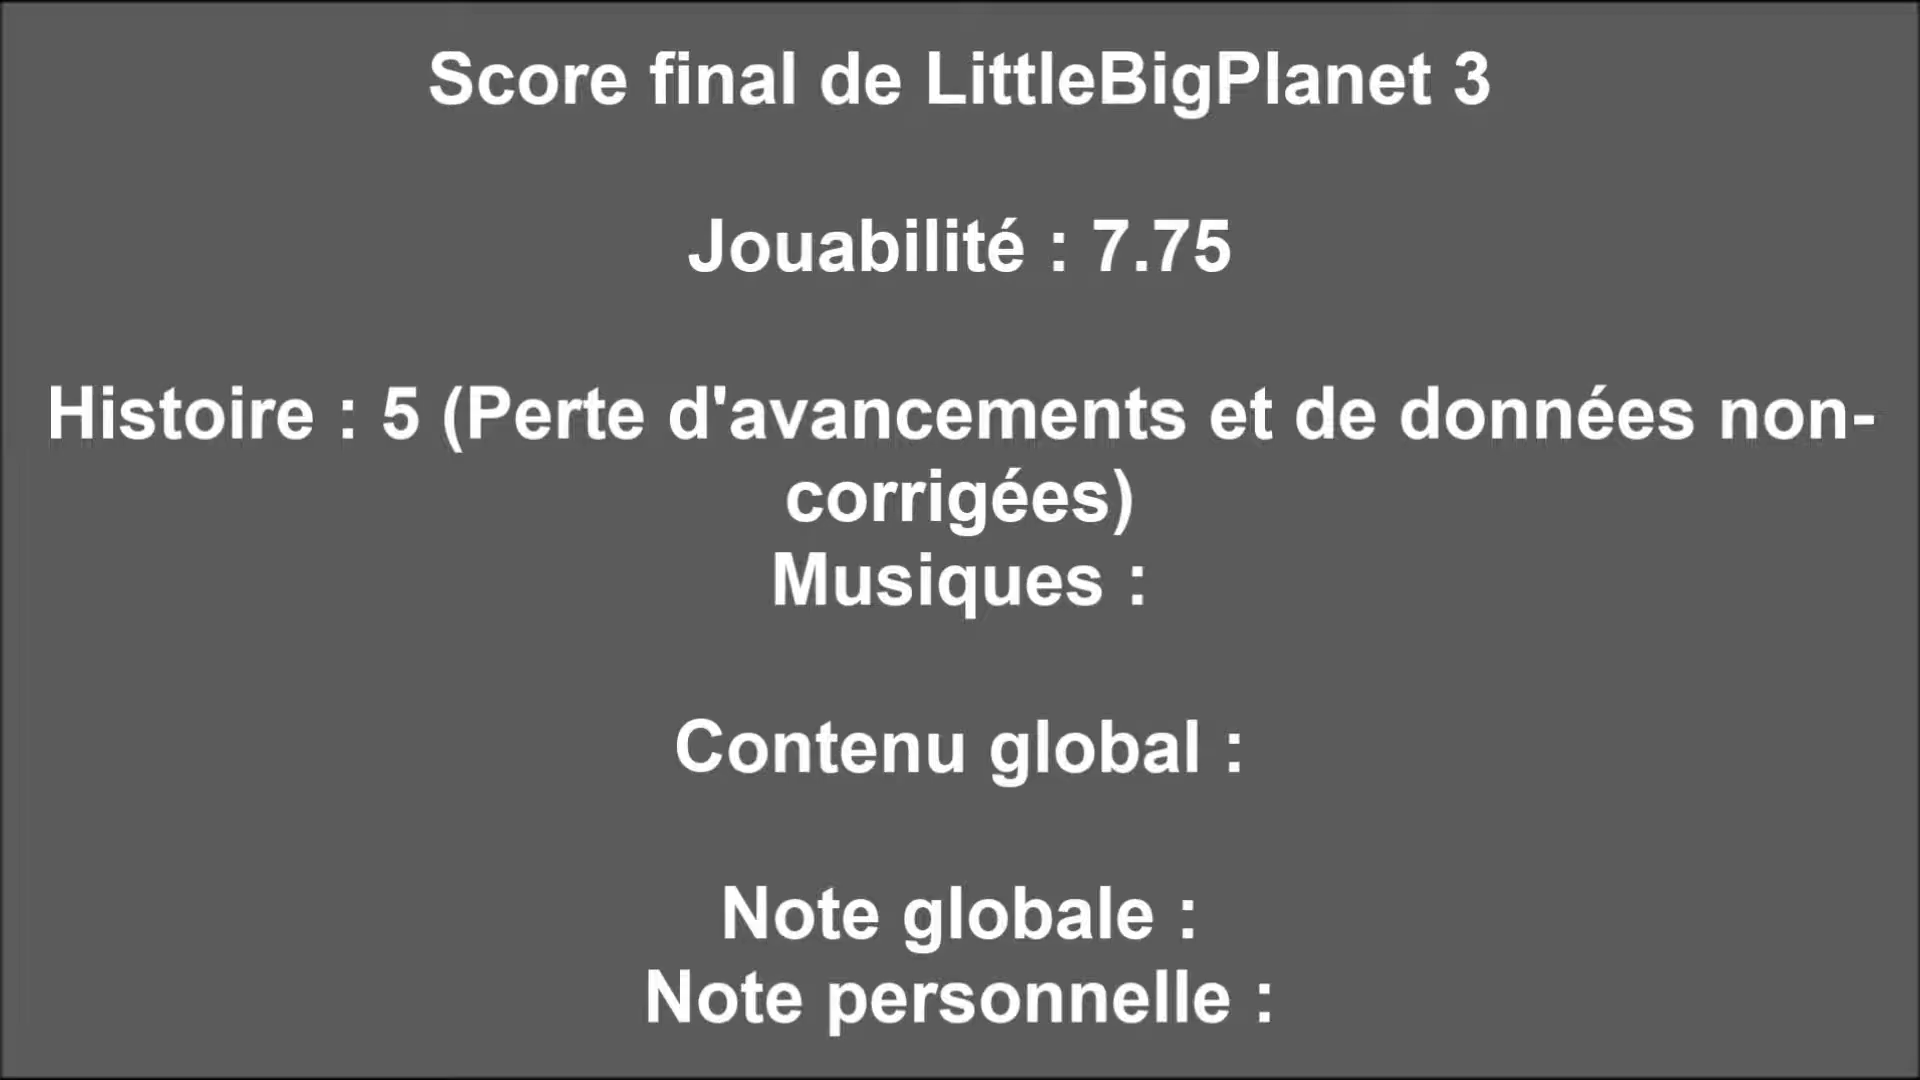 Score final de LittleBigPlanet 3
Jouabilité : 7.75
Histoire : 5 (Perte d'avancements et de données non-
corrigées)
Musiques :
Contenu global :
Note globale :
Note personnelle :